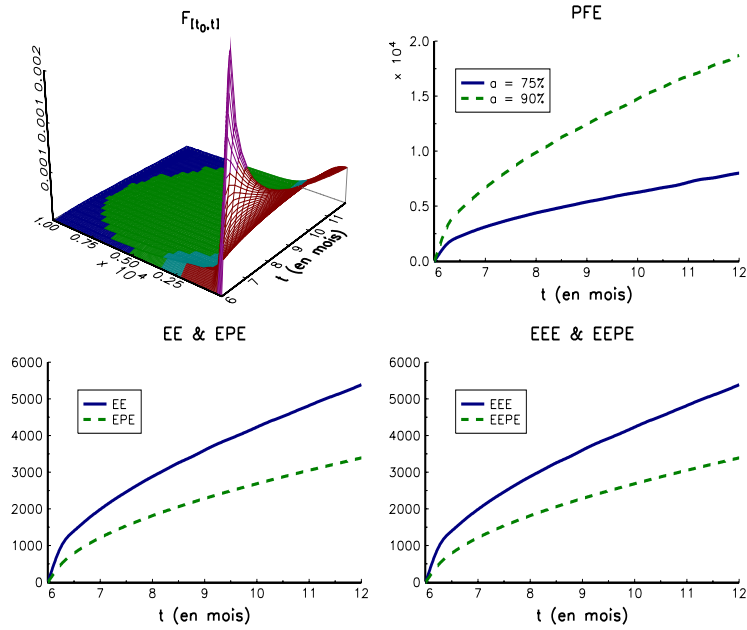 F[t₀,t]
0.001 0.001 0.001 0.002
1.00 0.75 0.50 0.25
× 10⁴
6 7 8 9 10 11
t (en mois)
PFE
× 10⁴
2.0
1.5
1.0
0.5
0.0
a = 75%
a = 90%
6 7 8 9 10 11 12
t (en mois)
EE & EPE
6000
5000
4000
3000
2000
1000
0
EE
EPE
6 7 8 9 10 11 12
t (en mois)
EEE & EEPE
6000
5000
4000
3000
2000
1000
0
EEE
EEPE
6 7 8 9 10 11 12
t (en mois)